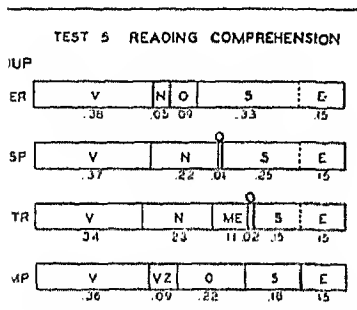 TEST 5 READING COMPREHENSION
UP
ER V N O S E
.38 .05 .09 .33 .15
O
SP V N S E
.37 .22 .01 .25 .15
O
TR V N ME S E
.34 .23 .11 .02 .15 .15
MP V VZ O S E
.36 .09 .22 .18 .15